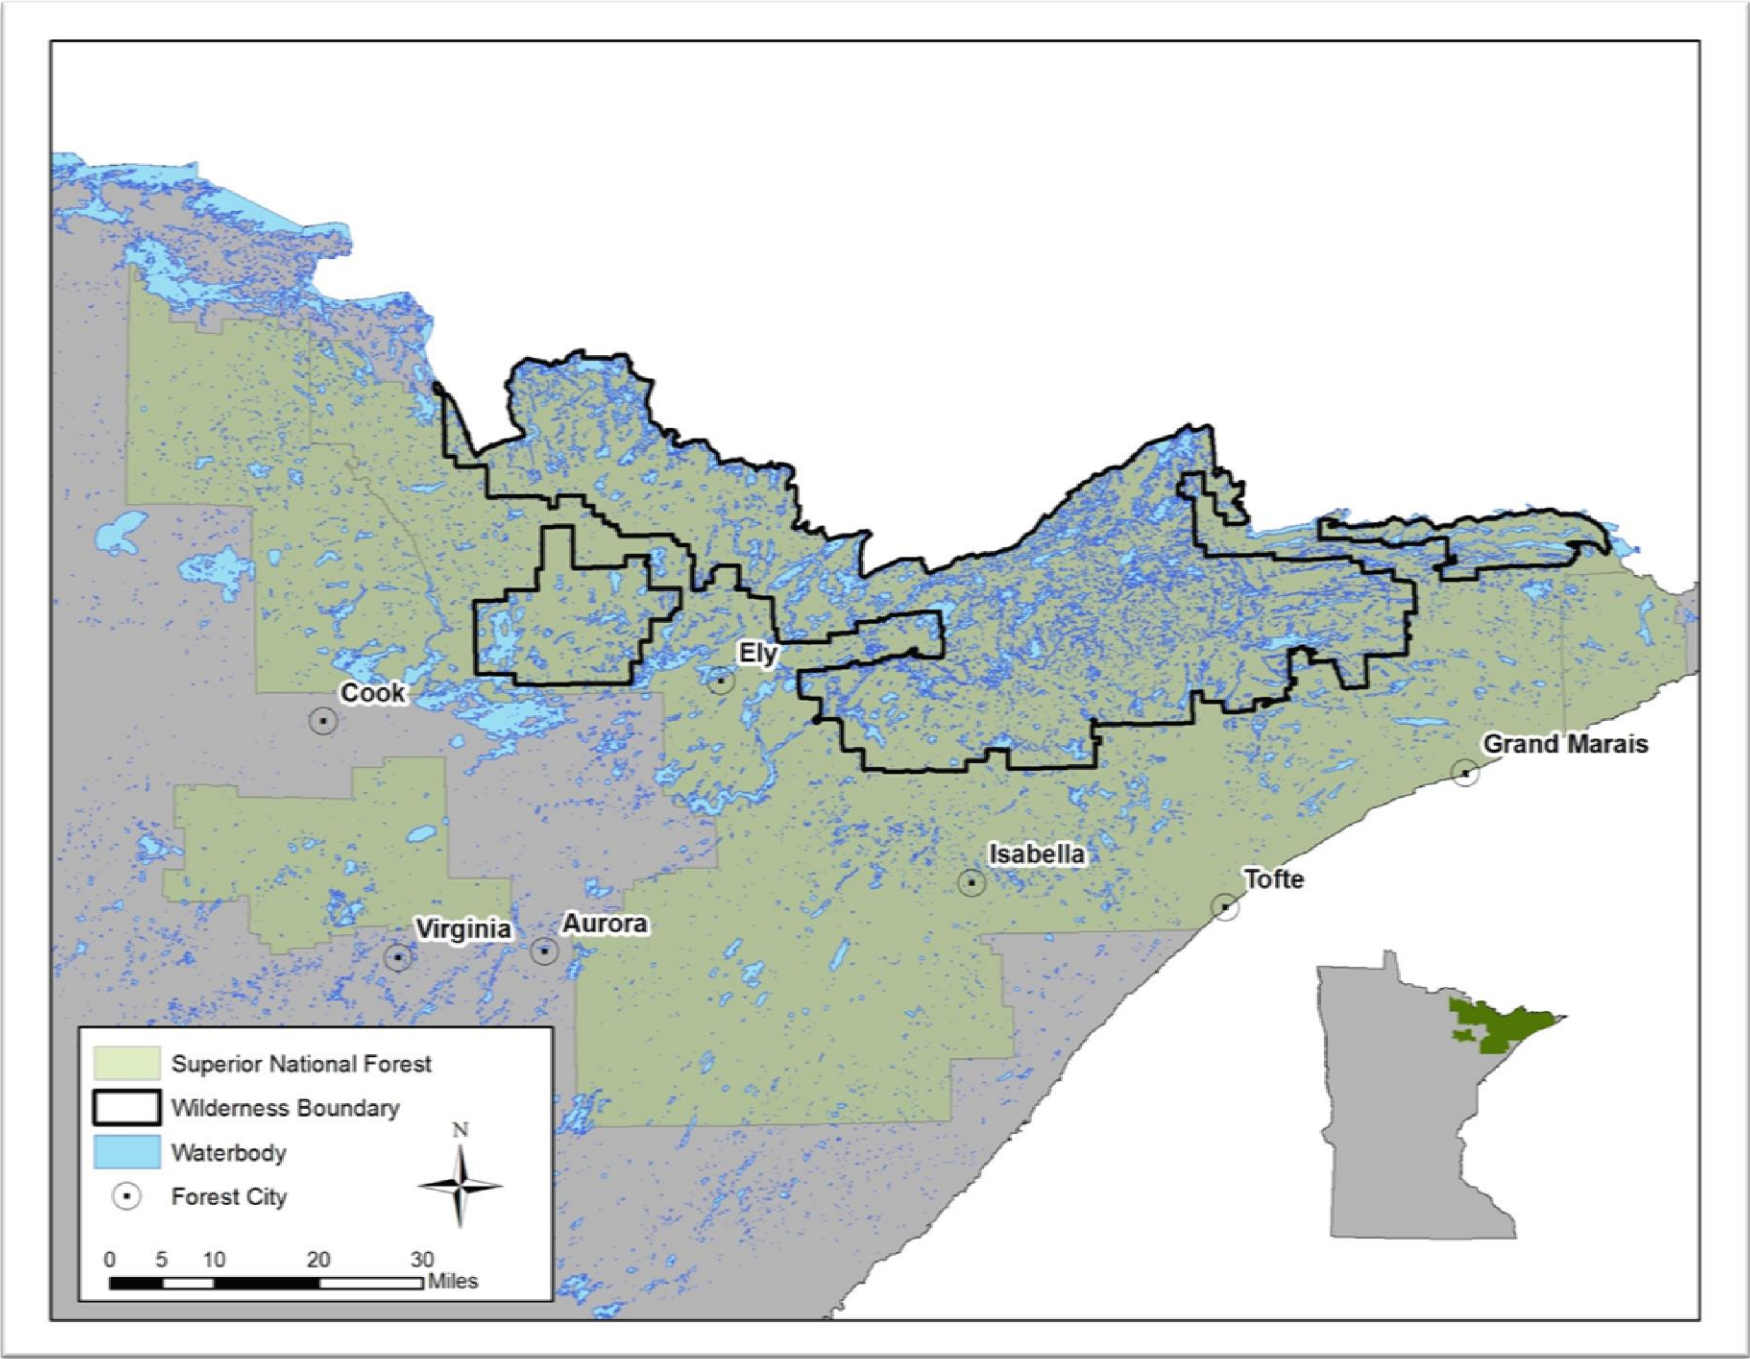 Ely
Cook
Grand Marais
Isabella
Tofte
Virginia
Aurora
Superior National Forest
Wilderness Boundary
Waterbody
Forest City
N
0 5 10 20 30
Miles